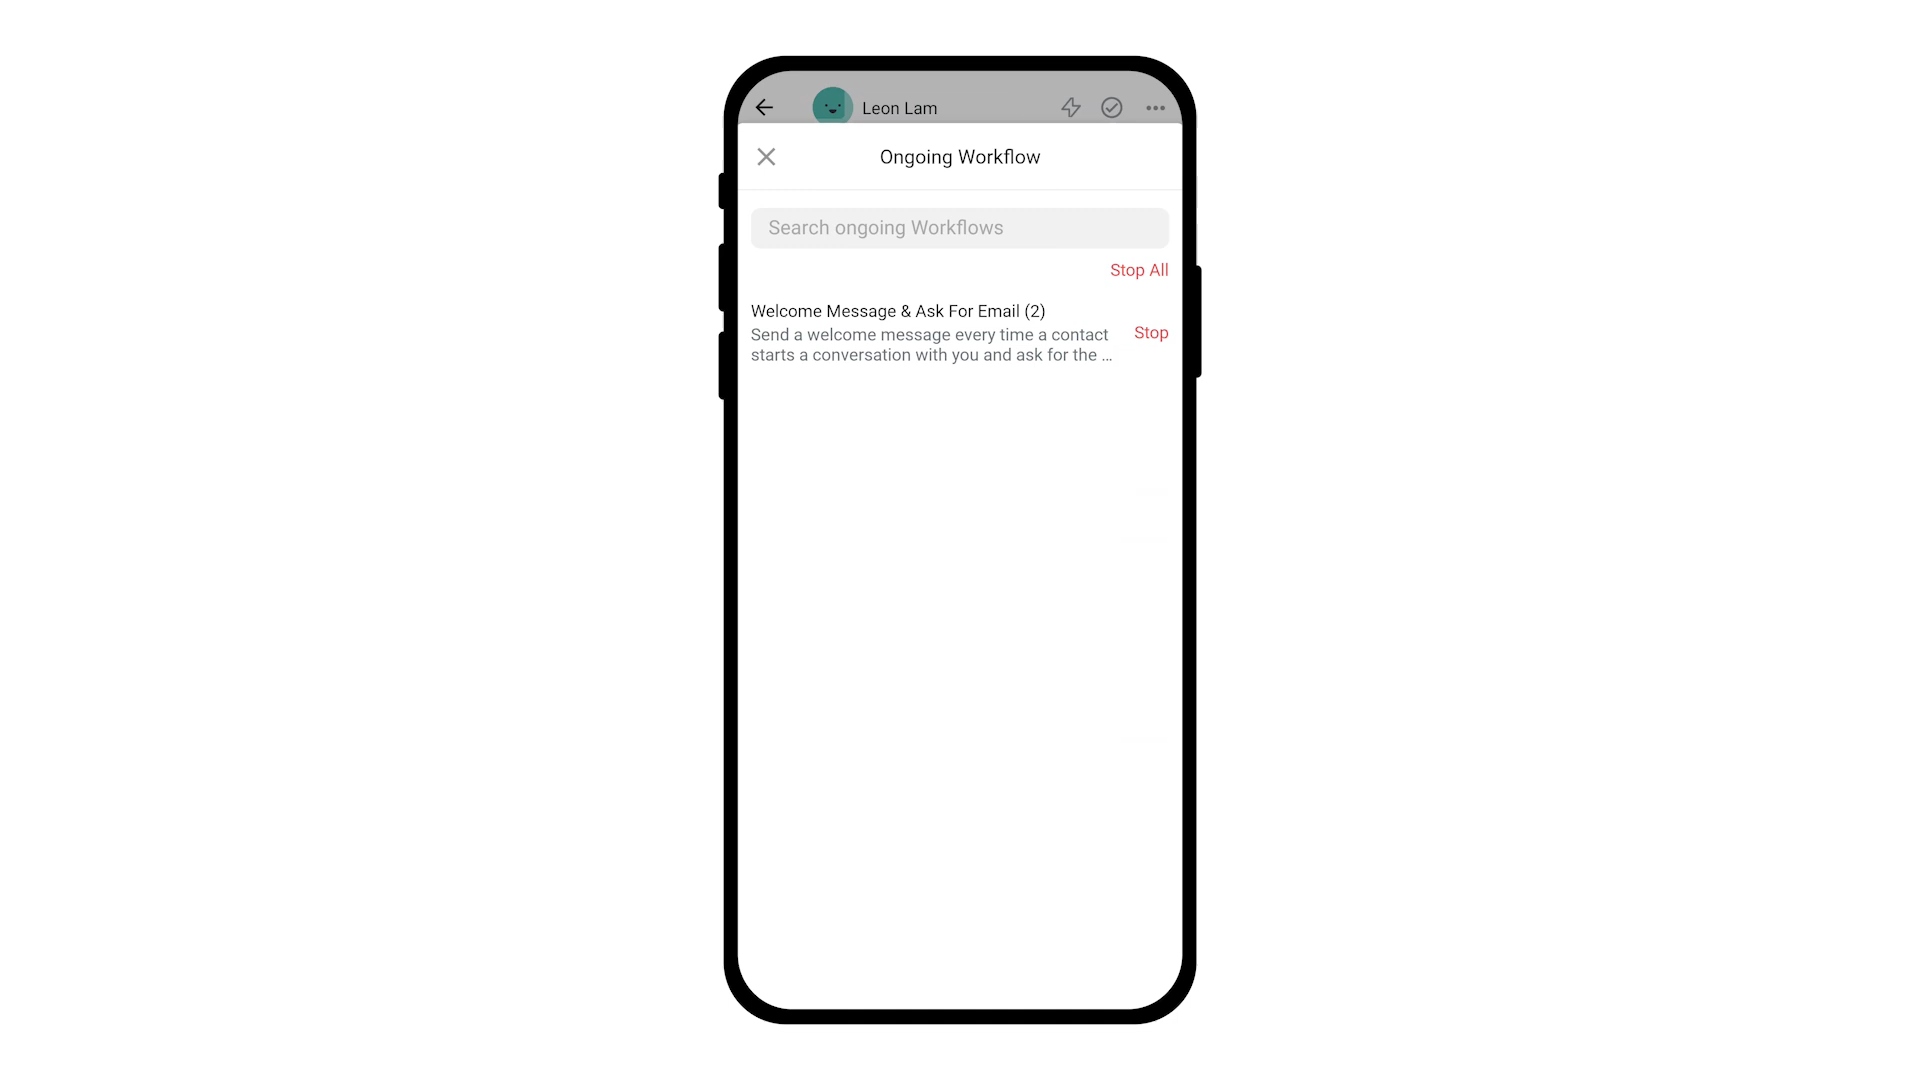 Leon Lam
Ongoing Workflow
Search ongoing Workflows
Stop All
Welcome Message & Ask For Email (2)
Send a welcome message every time a contact
starts a conversation with you and ask for the ...
Stop